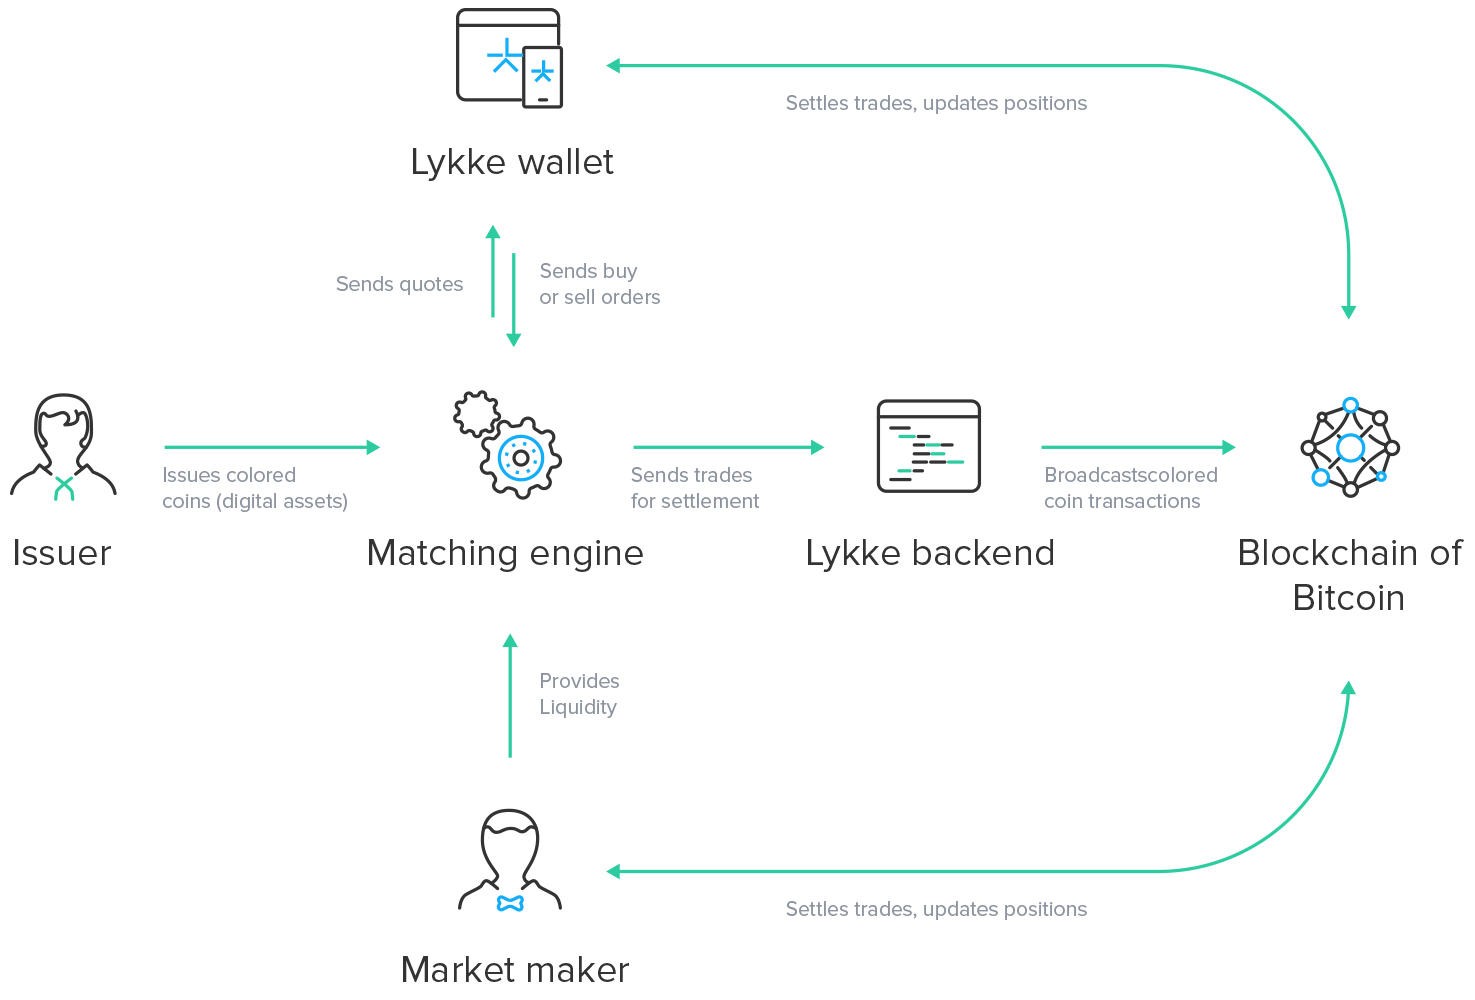 Settles trades, updates positions
Lykke wallet
Sends quotes
Sends buy
or sell orders
Issues colored
coins (digital assets)
Sends trades
for settlement
Broadcastscolored
coin transactions
Issuer
Matching engine
Lykke backend
Blockchain of
Bitcoin
Provides
Liquidity
Settles trades, updates positions
Market maker